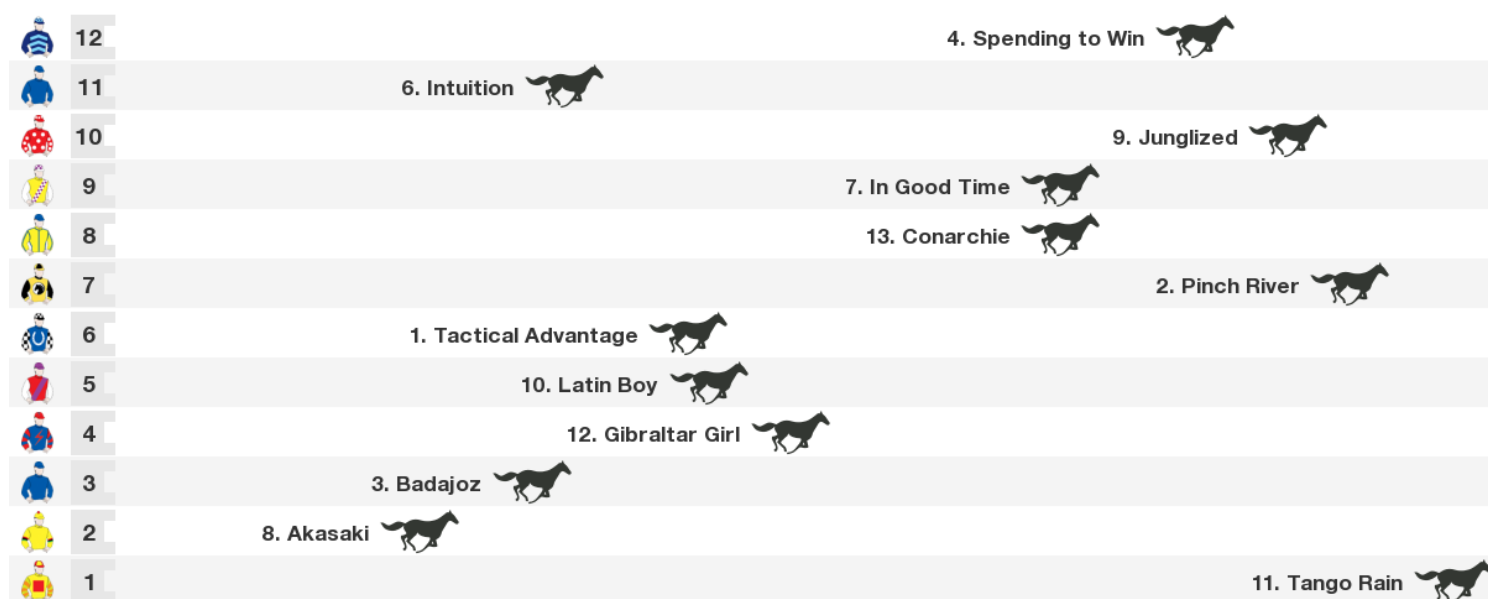 12 4. Spending to Win
11 6. Intuition
10 9. Junglized
9 7. In Good Time
8 13. Conarchie
7 2. Pinch River
6 1. Tactical Advantage
5 10. Latin Boy
4 12. Gibraltar Girl
3 3. Badajoz
2 8. Akasaki
1 11. Tango Rain